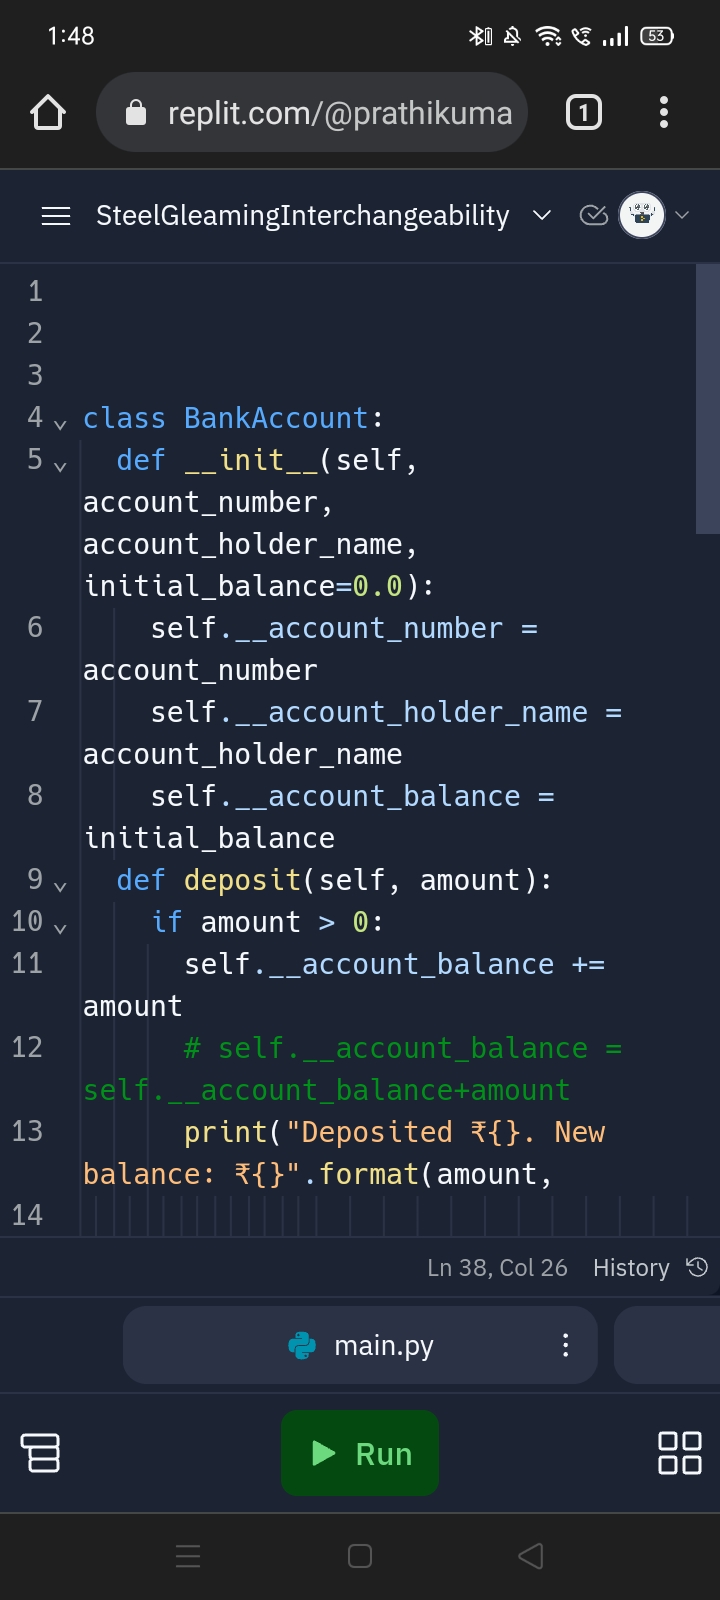 1:48
53
replit.com/@prathikuma
1
SteelGleamingInterchangeability
1
2
3
4 class BankAccount:
5 def __init__(self,
account_number,
account_holder_name,
initial_balance=0.0):
6 self.__account_number =
account_number
7 self.__account_holder_name =
account_holder_name
8 self.__account_balance =
initial_balance
9 def deposit(self, amount):
10 if amount > 0:
11 self.__account_balance +=
amount
12 # self.__account_balance =
self.__account_balance+amount
13 print("Deposited ₹{}. New
balance: ₹{}".format(amount,
14
Ln 38, Col 26 History
main.py
Run